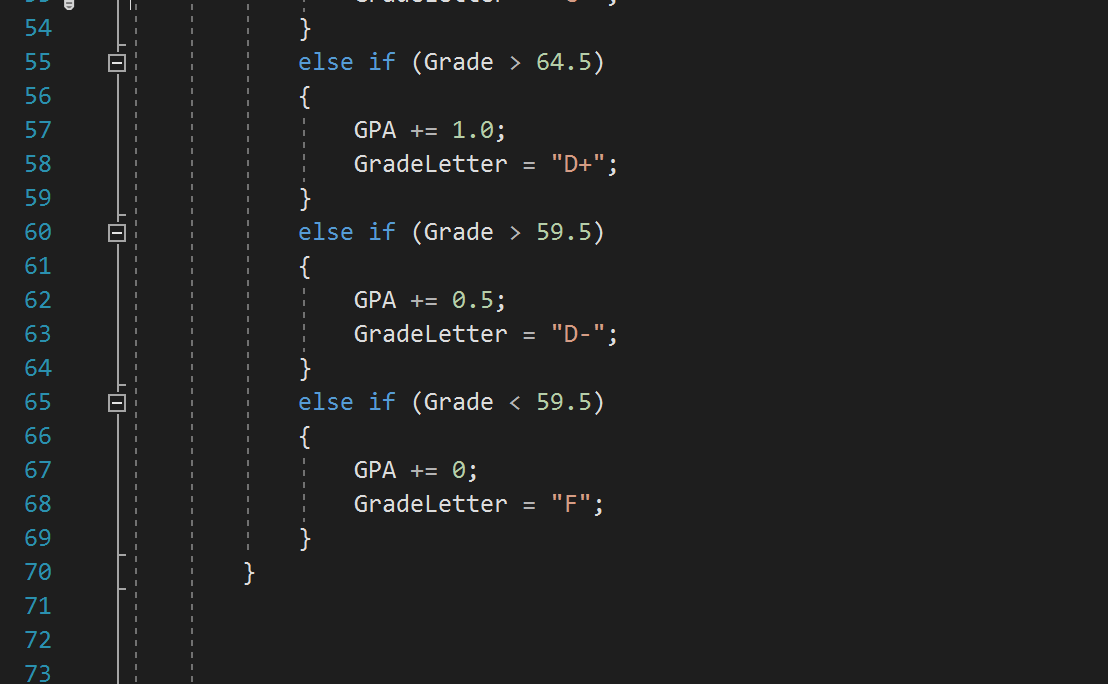 54 }
55 else if (Grade > 64.5)
56 {
57 GPA += 1.0;
58 GradeLetter = "D+";
59 }
60 else if (Grade > 59.5)
61 {
62 GPA += 0.5;
63 GradeLetter = "D-";
64 }
65 else if (Grade < 59.5)
66 {
67 GPA += 0;
68 GradeLetter = "F";
69 }
70 }
71
72
73